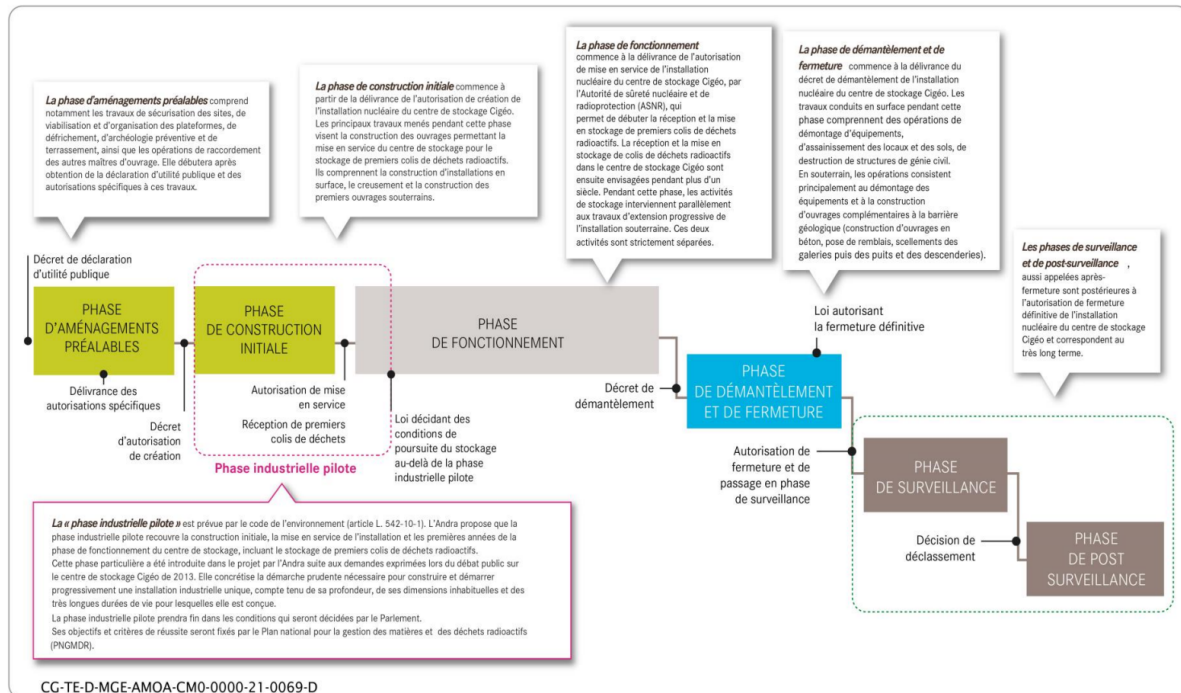 La phase d'aménagements préalables comprend
notamment les travaux de sécurisation des sites, de
viabilisation et d'organisation des plateformes, de
défrichement, d'archéologie préventive et de
terrassement, ainsi que les opérations de raccordement
des autres maîtres d'ouvrage. Elle débutera après
obtention de la déclaration d'utilité publique et des
autorisations spécifiques à ces travaux.
La phase de construction initiale commence à
partir de la délivrance de l'autorisation de création de
l'installation nucléaire du centre de stockage Cigéo.
Les principaux travaux menés pendant cette phase
visent la construction des ouvrages permettant la
mise en service du centre de stockage pour le
stockage de premiers colis de déchets radioactifs.
Ils comprennent la construction d'installations en
surface, le creusement et la construction des
premiers ouvrages souterrains.
La phase de fonctionnement
commence à la délivrance de l'autorisation
de mise en service de l'installation
nucléaire du centre de stockage Cigéo, par
l'Autorité de sûreté nucléaire et de
radioprotection (ASNR), qui
permet de débuter la réception et la mise
en stockage de premiers colis de déchets
radioactifs. La réception et la mise en
stockage de colis de déchets radioactifs
dans le centre de stockage Cigéo sont
ensuite envisagées pendant plus d'un
siècle. Pendant cette phase, les activités
de stockage interviennent parallèlement
aux travaux d'extension progressive de
l'installation souterraine. Ces deux
activités sont strictement séparées.
La phase de démantèlement et de
fermeture commence à la délivrance du
décret de démantèlement de l'installation
nucléaire du centre de stockage Cigéo. Les
travaux conduits en surface pendant cette
phase comprennent des opérations de
démontage d'équipements,
d'assainissement des locaux et des sols, de
destruction de structures de génie civil.
En souterrain, les opérations consistent
principalement au démontage des
équipements et à la construction
d'ouvrages complémentaires à la barrière
géologique (construction d'ouvrages en
béton, pose de remblais, scellements des
galeries puis des puits et des descenderies).
Les phases de surveillance
et de post-surveillance ,
aussi appelées après-
fermeture sont postérieures à
l'autorisation de fermeture
définitive de l'installation
nucléaire du centre de stockage
Cigéo et correspondent au
très long terme.
Décret de déclaration
d'utilité publique
PHASE
D'AMÉNAGEMENTS
PRÉALABLES
PHASE
DE CONSTRUCTION
INITIALE
PHASE
DE FONCTIONNEMENT
Loi autorisant
la fermeture définitive
Délivrance des
autorisations spécifiques
Décret
d'autorisation
de création
Autorisation de mise
en service
Réception de premiers
colis de déchets
Phase industrielle pilote
Loi décidant des
conditions de
poursuite du stockage
au-delà de la phase
industrielle pilote
Décret de
démantèlement
PHASE
DE DÉMANTÈLEMENT
ET DE FERMETURE
Autorisation de
fermeture et de
passage en phase
de surveillance
PHASE
DE SURVEILLANCE
Décision de
déclassement
PHASE
DE POST
SURVEILLANCE
La « phase industrielle pilote » est prévue par le code de l'environnement (article L. 542-10-1). L'Andra propose que la
phase industrielle pilote recouvre la construction initiale, la mise en service de l'installation et les premières années de la
phase de fonctionnement du centre de stockage, incluant le stockage de premiers colis de déchets radioactifs.
Cette phase particulière a été introduite dans le projet par l'Andra suite aux demandes exprimées lors du débat public sur
le centre de stockage Cigéo de 2013. Elle concrétise la démarche prudente nécessaire pour construire et démarrer
progressivement une installation industrielle unique, compte tenu de sa profondeur, de ses dimensions inhabituelles et des
très longues durées de vie pour lesquelles elle est conçue.
La phase industrielle pilote prendra fin dans les conditions qui seront décidées par le Parlement.
Ses objectifs et critères de réussite seront fixés par le Plan national pour la gestion des matières et des déchets radioactifs
(PNGMDR).
CG-TE-D-MGE-AMOA-CM0-0000-21-0069-D